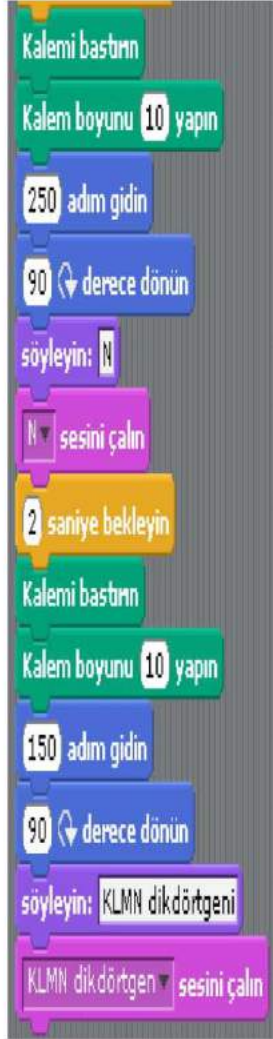 Kalemi bastırın
Kalem boyunu 10 yapın
250 adım gidin
90 derece dönün
söyleyin: N
N sesini çalın
2 saniye bekleyin
Kalemi bastırın
Kalem boyunu 10 yapın
150 adım gidin
90 derece dönün
söyleyin: KLMN dikdörtgeni
KLMN dikdörtgen sesini çalın